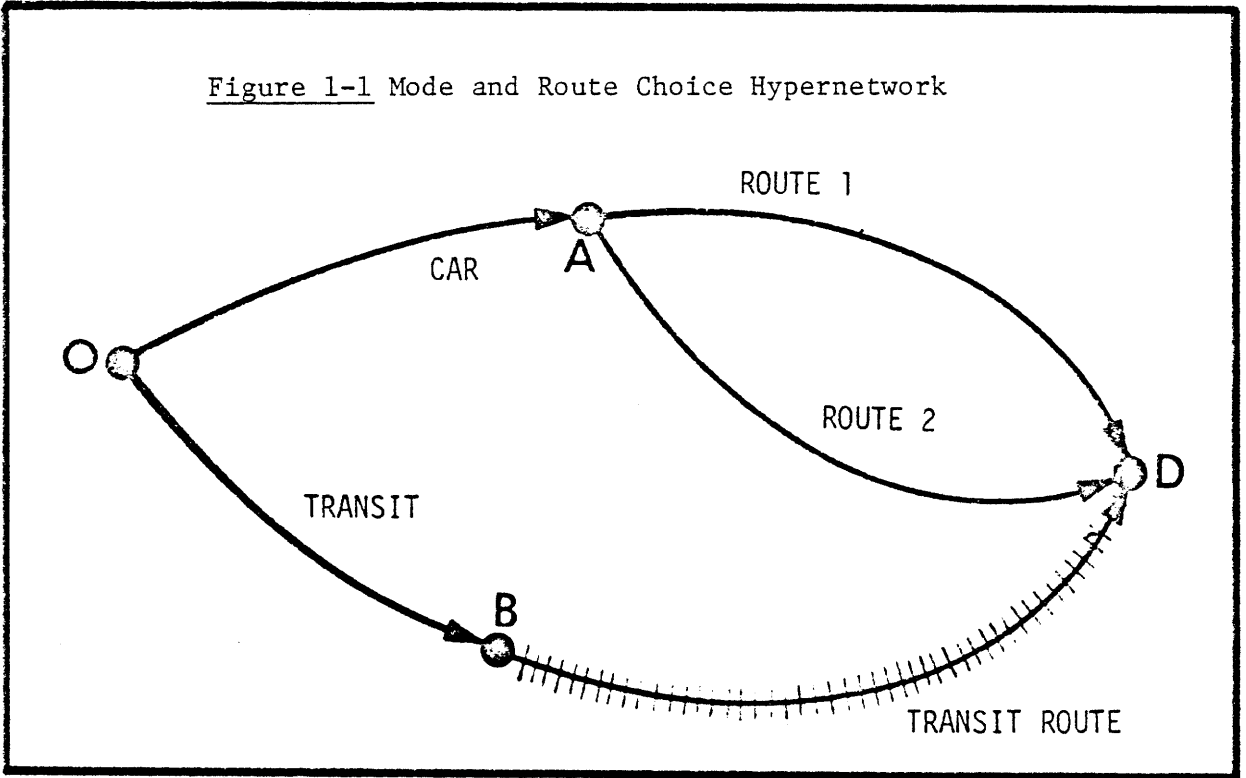 Figure 1-1 Mode and Route Choice Hypernetwork
ROUTE 1
A
CAR
O
ROUTE 2
D
TRANSIT
B
TRANSIT ROUTE